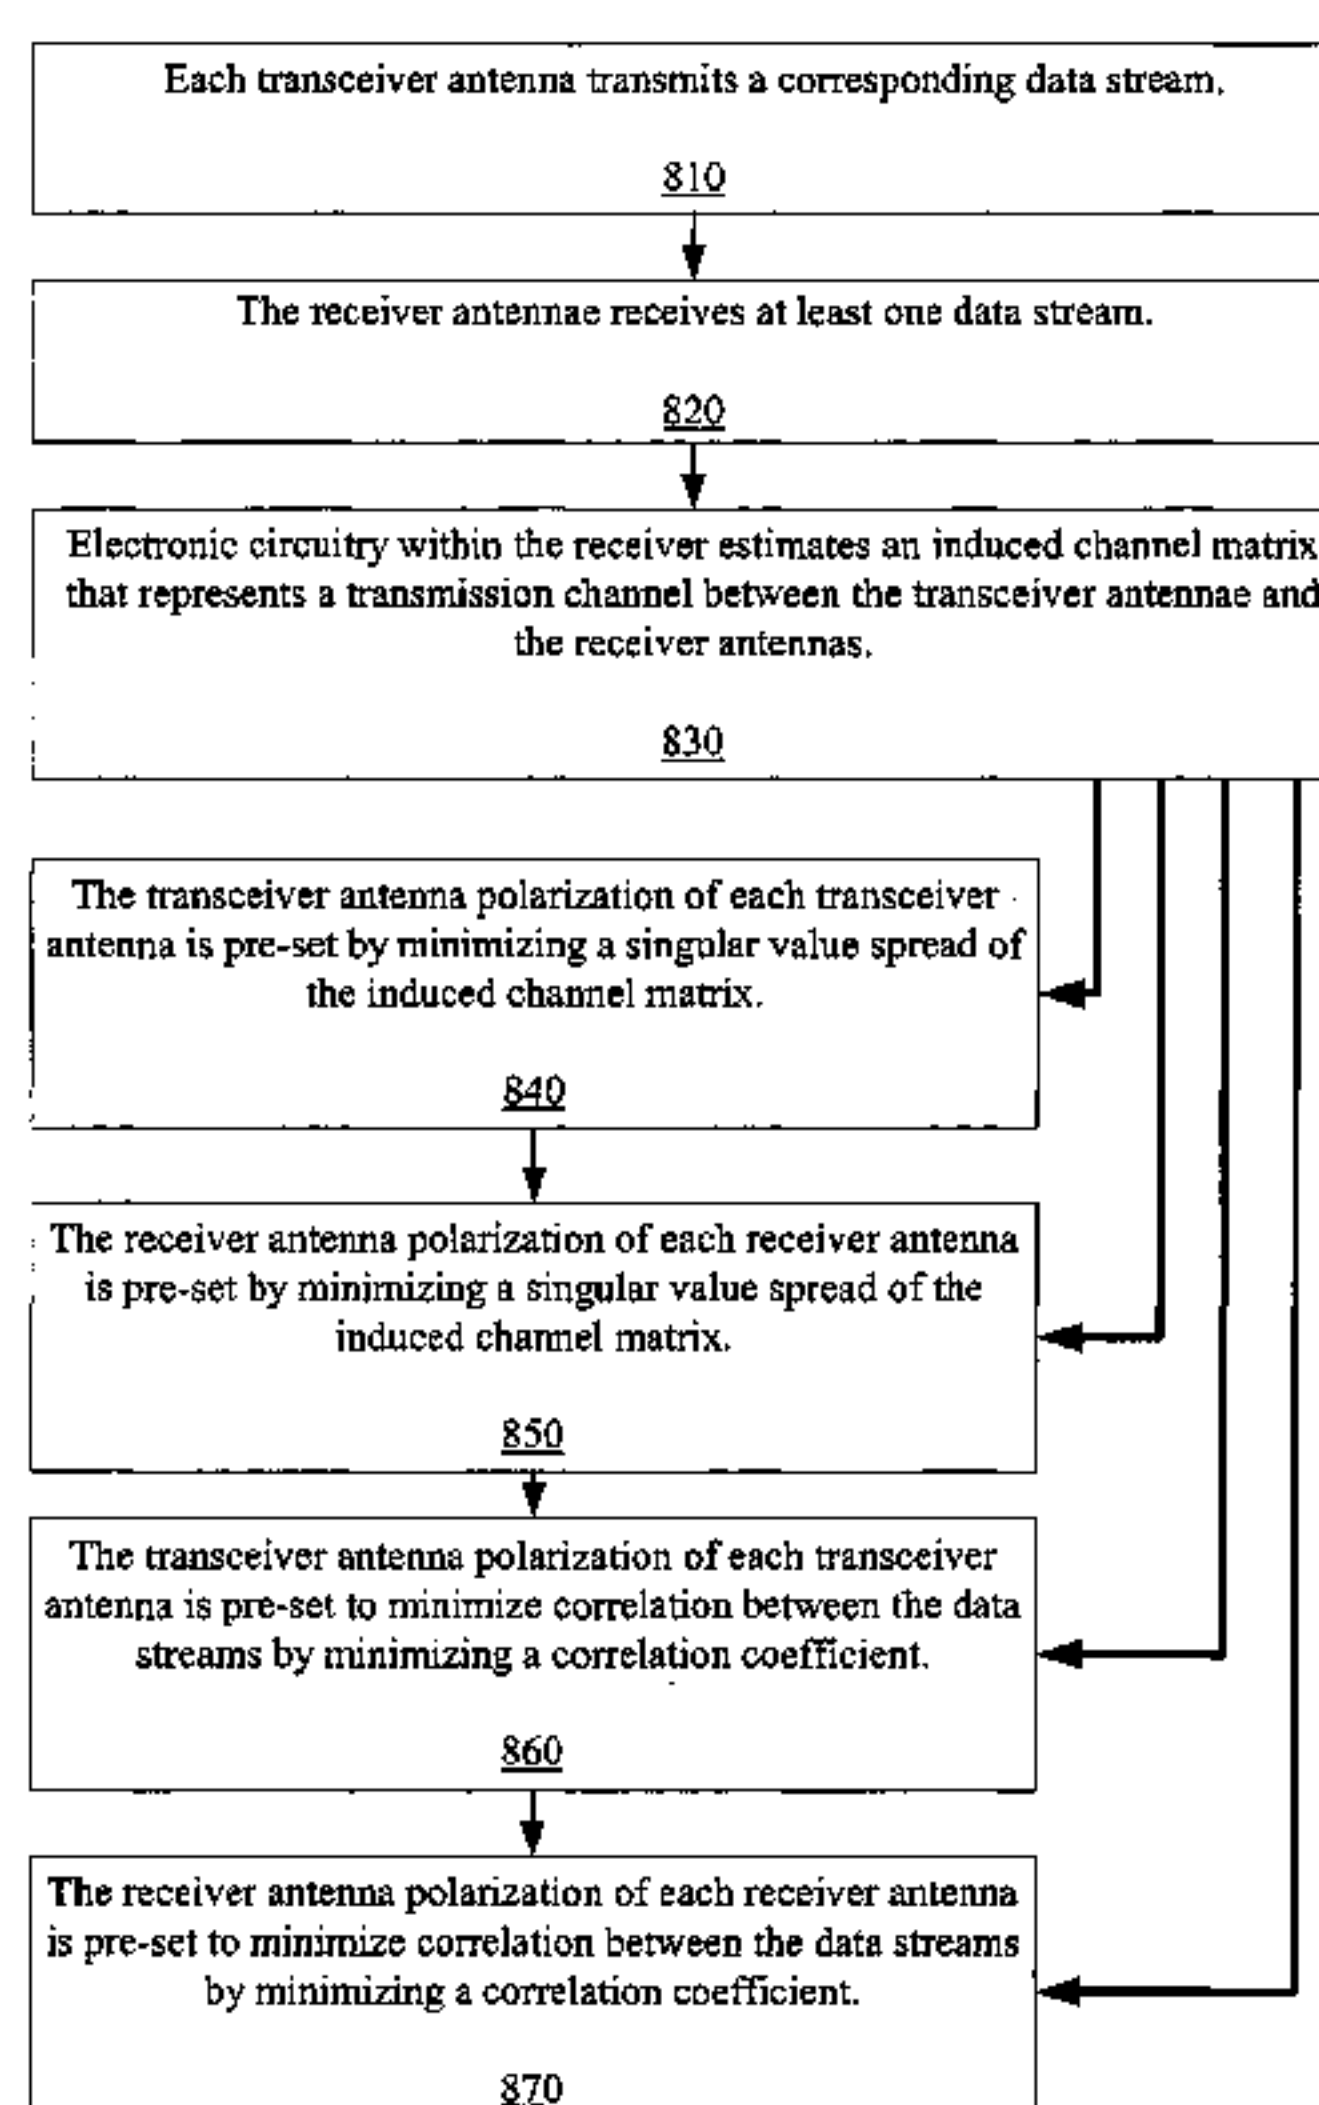 Each transceiver antenna transmits a corresponding data stream.
810
The receiver antennae receives at least one data stream.
820
Electronic circuitry within the receiver estimates an induced channel matrix
that represents a transmission channel between the transceiver antennae and
the receiver antennas.
830
The transceiver antenna polarization of each transceiver
antenna is pre-set by minimizing a singular value spread of
the induced channel matrix.
840
The receiver antenna polarization of each receiver antenna
is pre-set by minimizing a singular value spread of the
induced channel matrix.
850
The transceiver antenna polarization of each transceiver
antenna is pre-set to minimize correlation between the data
streams by minimizing a correlation coefficient.
860
The receiver antenna polarization of each receiver antenna
is pre-set to minimize correlation between the data streams
by minimizing a correlation coefficient.
870